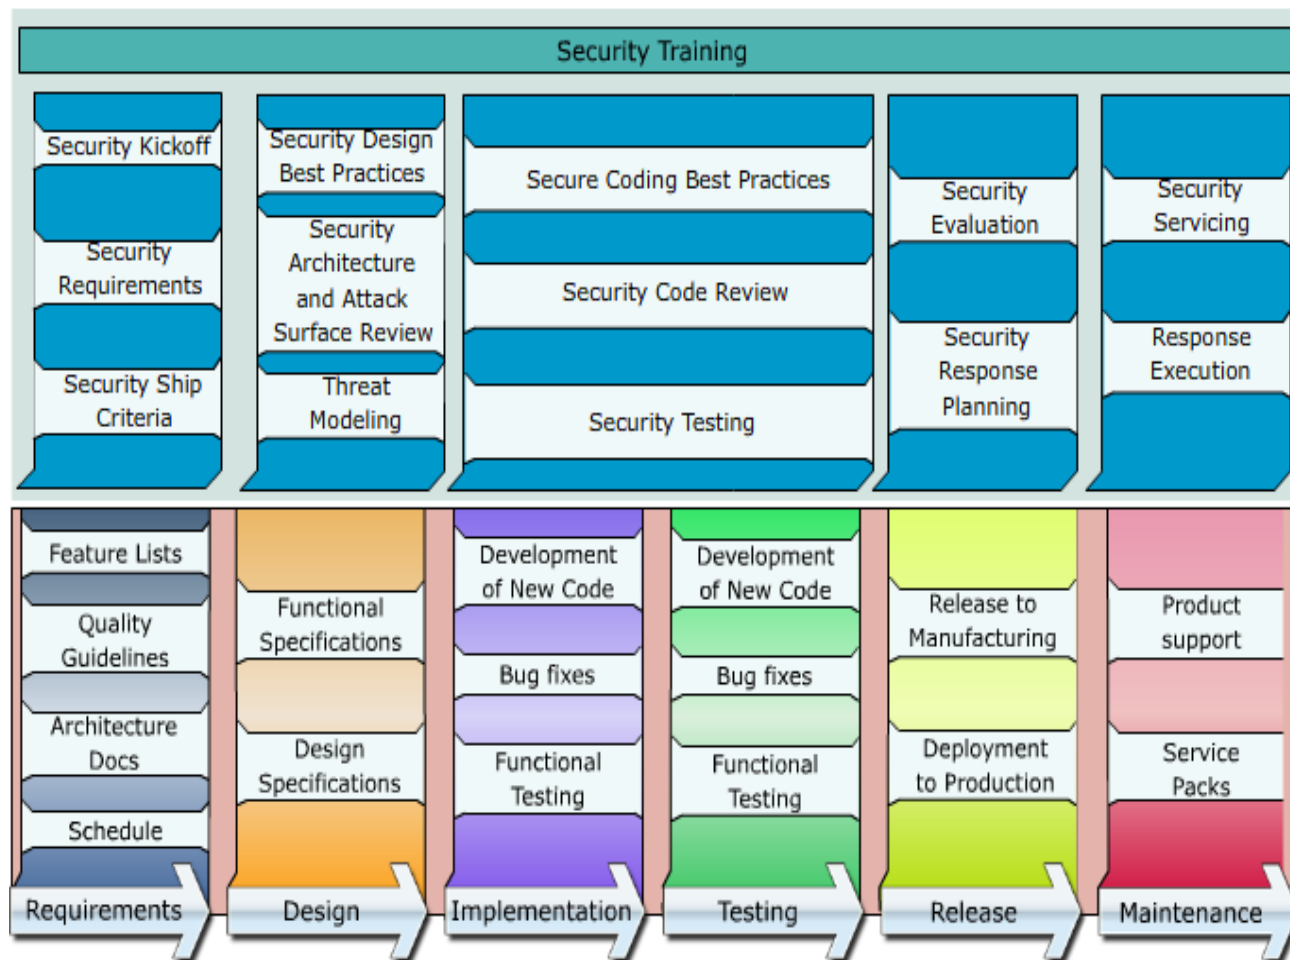 Security Training
Security Kickoff
Security
Requirements
Security Ship
Criteria
Security Design
Best Practices
Security
Architecture
and Attack
Surface Review
Threat
Modeling
Secure Coding Best Practices
Security Code Review
Security Testing
Security
Evaluation
Security
Response
Planning
Security
Servicing
Response
Execution
Feature Lists
Quality
Guidelines
Architecture
Docs
Schedule
Requirements
Functional
Specifications
Design
Specifications
Design
Development
of New Code
Bug fixes
Functional
Testing
Implementation
Development
of New Code
Bug fixes
Functional
Testing
Testing
Release to
Manufacturing
Deployment
to Production
Release
Product
support
Service
Packs
Maintenance